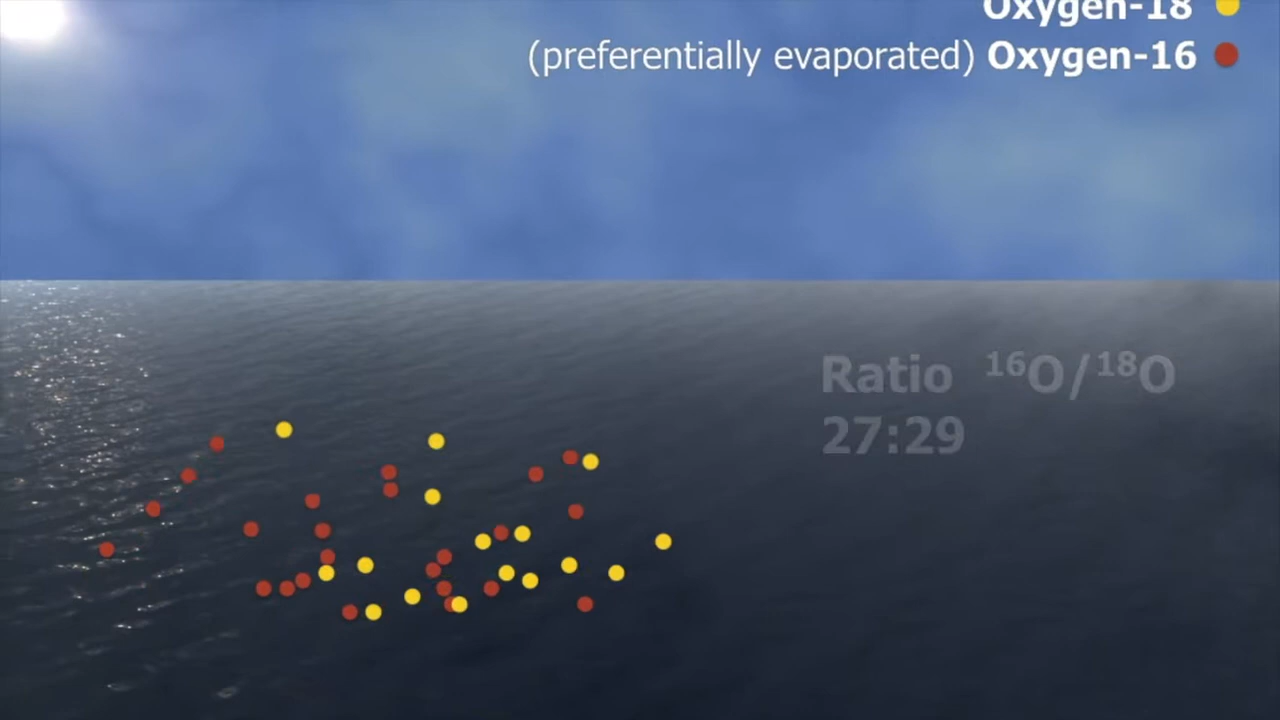 Oxygen-18
(preferentially evaporated) Oxygen-16
Ratio ¹⁶O/¹⁸O
27:29